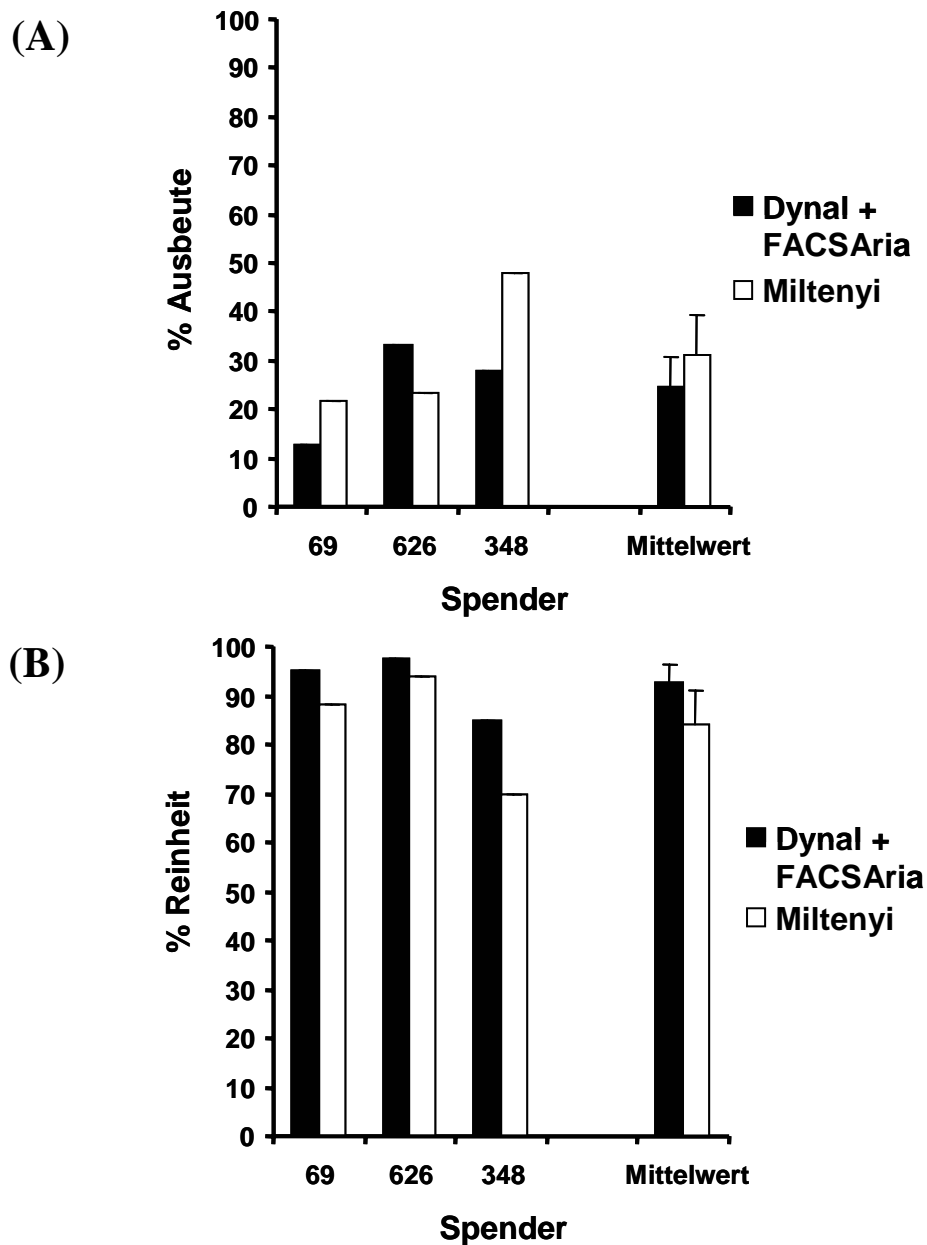 (A)
100
90
80
70
60
50
40
30
20
10
0
% Ausbeute
69 626 348 Mittelwert
Spender
Dynal +
FACSAria
Miltenyi
(B)
100
90
80
70
60
50
40
30
20
10
0
% Reinheit
69 626 348 Mittelwert
Spender
Dynal +
FACSAria
Miltenyi